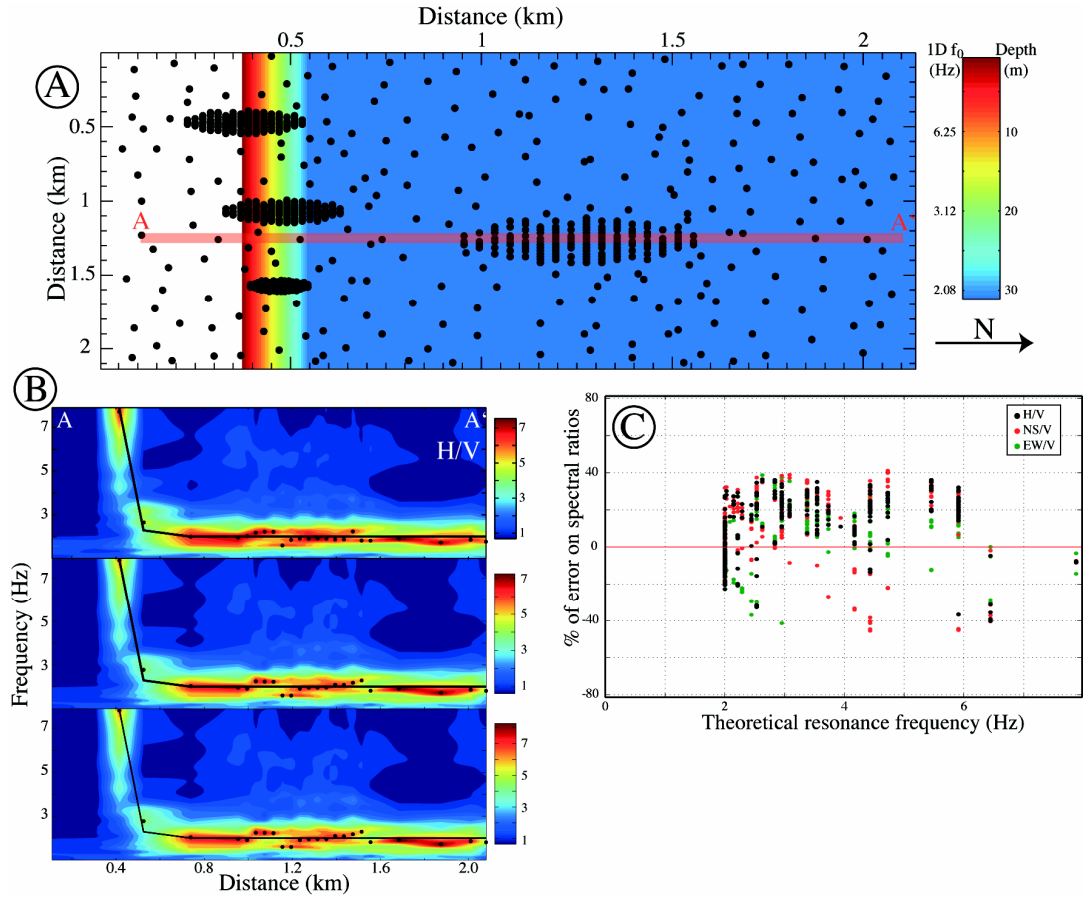 Distance (km)
0.5 1 1.5 2
1D f0 Depth
(Hz) (m)
A
0.5
6.25 10
1
3.12 20
A A'
1.5
2.08 30
2
Distance (km)
N
B
A A'
H/V
7
5
3
7
5
3
1
7
5
3
7
5
3
1
7
5
3
7
5
3
1
Frequency (Hz)
0.4 0.8 1.2 1.6 2.0
Distance (km)
C
80
40
0
-40
-80
% of error on spectral ratios
H/V
NS/V
EW/V
0 2 4 6
Theoretical resonance frequency (Hz)